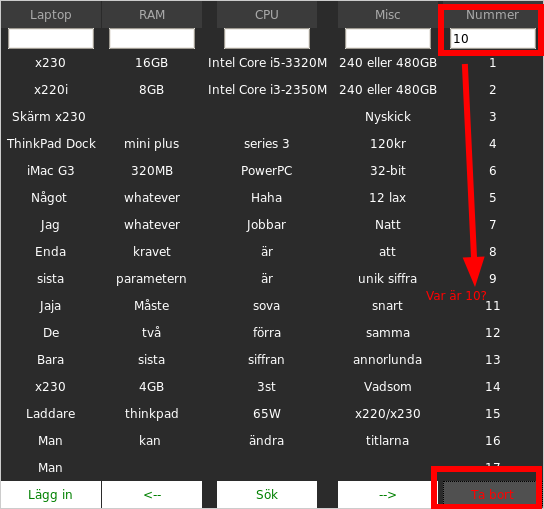 Laptop RAM CPU Misc Nummer
10
x230 16GB Intel Core i5-3320M 240 eller 480GB 1
x220i 8GB Intel Core i3-2350M 240 eller 480GB 2
Skärm x230 Nyskick 3
ThinkPad Dock mini plus series 3 120kr 4
iMac G3 320MB PowerPC 32-bit 6
Något whatever Haha 12 lax 5
Jag whatever Jobbar Natt 7
Enda kravet är att 8
sista parametern är unik siffra 9
Var är 10?
Jaja Måste sova snart 11
De två förra samma 12
Bara sista siffran annorlunda 13
x230 4GB 3st Vadsom 14
Laddare thinkpad 65W x220/x230 15
Man kan ändra titlarna 16
Man 17
Lägg in <-- Sök --> Ta bort